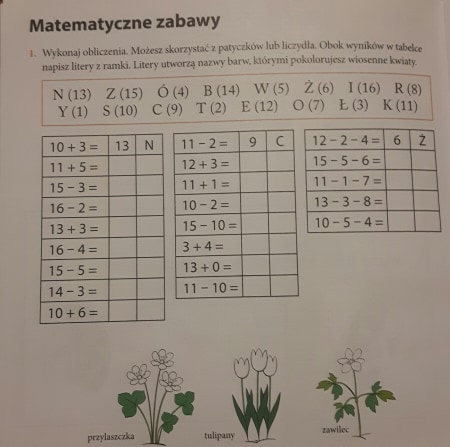 Matematyczne zabawy
1. Wykonaj obliczenia. Możesz skorzystać z patyczków lub liczydła. Obok wyników w tabelce
napisz litery z ramki. Litery utworzą nazwy barw, którymi pokolorujesz wiosenne kwiaty.
N (13) Z (15) Ó (4) B (14) W (5) Ż (6) I (16) R (8)
Y (1) S (10) C (9) T (2) E (12) O (7) Ł (3) K (11)
10 + 3 = 13 N
11 + 5 =
15 – 3 =
16 – 2 =
13 + 3 =
16 – 4 =
15 – 5 =
14 – 3 =
10 + 6 =
11 – 2 = 9 C
12 + 3 =
11 + 1 =
10 – 2 =
15 – 10 =
3 + 4 =
13 + 0 =
11 – 10 =
12 – 2 – 4 = 6 Ż
15 – 5 – 6 =
11 – 1 – 7 =
13 – 3 – 8 =
10 – 5 – 4 =
przylaszczka
tulipany
zawilec